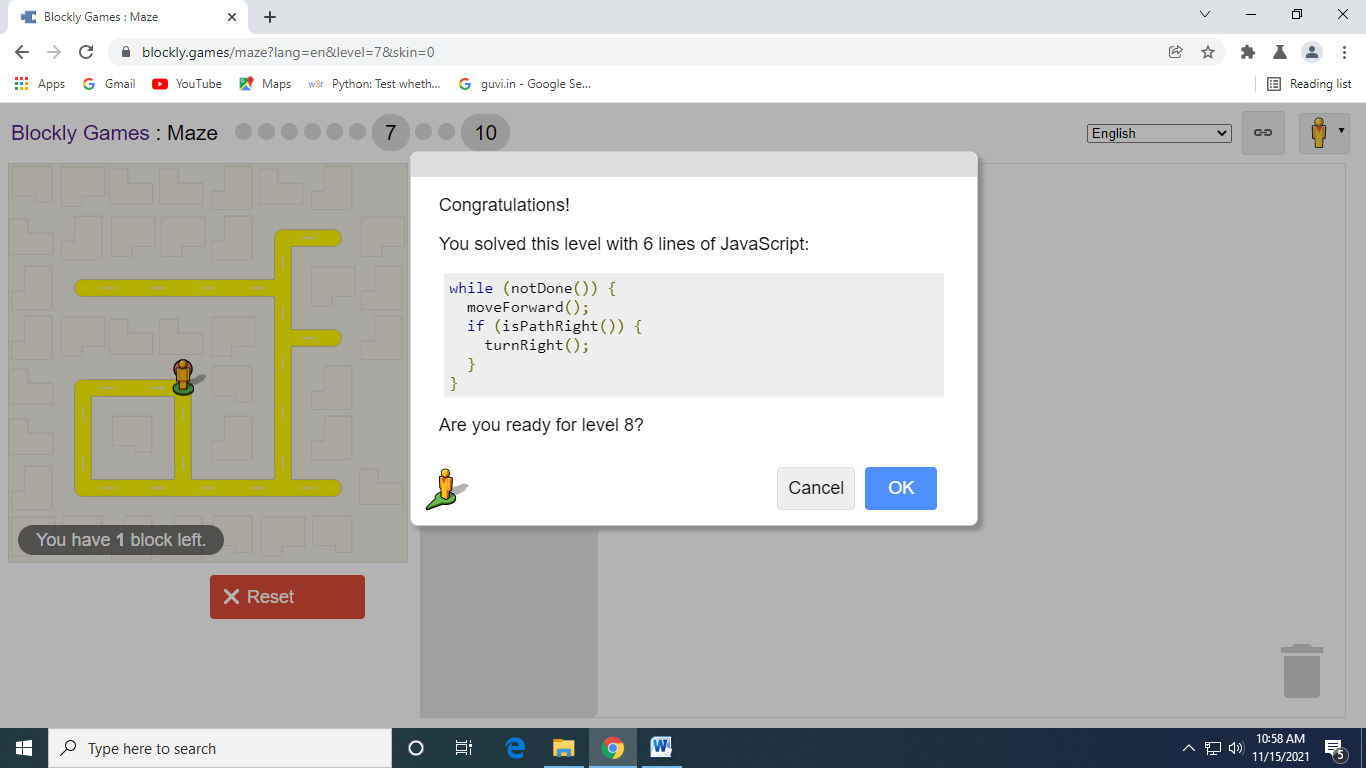 Blockly Games : Maze
blockly.games/maze?lang=en&level=7&skin=0
Apps Gmail YouTube Maps w3r Python: Test wheth... guvi.in - Google Se... Reading list
Blockly Games : Maze 7 10 English
Congratulations!
You solved this level with 6 lines of JavaScript:
while (notDone()) {
  moveForward();
  if (isPathRight()) {
    turnRight();
  }
}
Are you ready for level 8?
Cancel OK
You have 1 block left.
Reset
Type here to search
10:58 AM
11/15/2021
5